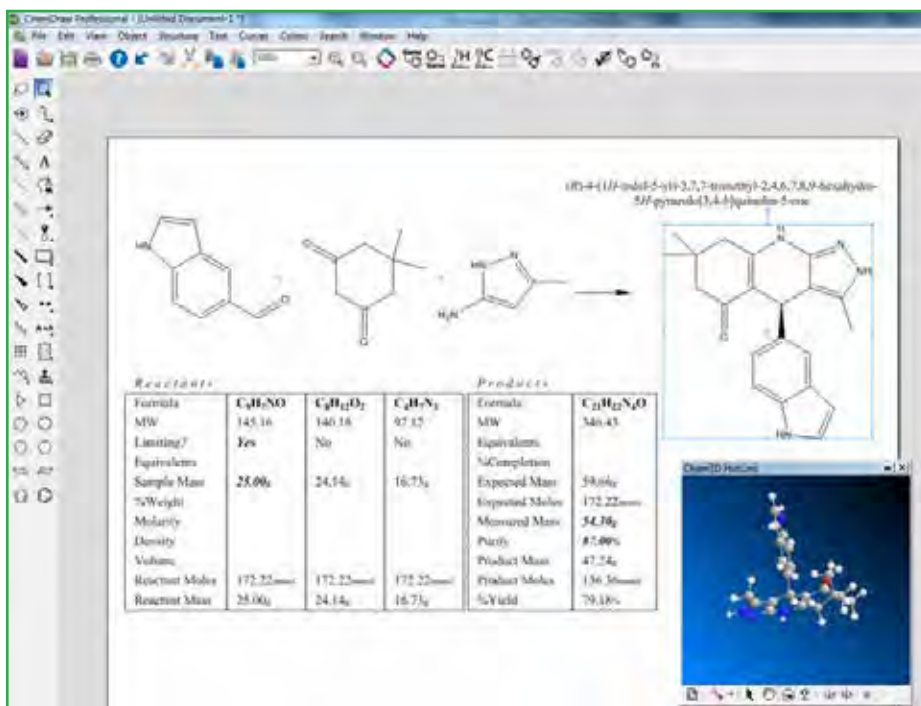 ChemDraw Professional - [Untitled Document-1 *]
File Edit View Object Structure Text Curves Colors Search Window Help
(R)-4-(1H-indol-5-yl)-3,7,7-trimethyl-2,4,6,7,8,9-hexahydro-
5H-pyrazolo[3,4-b]quinolin-5-one
HN O
O O
HN N H₂N
H N N NH O HN
Reactants Products
Formula C₉H₇NO C₈H₁₂O₂ C₄H₇N₃ Formula C₂₁H₂₂N₄O
MW 145.16 140.18 97.12 MW 346.43
Limiting? Yes No No Equivalents
Equivalents %Completion
Sample Mass 25.00g 16.73g Expected Mass 59.66g
%Weight Expected Moles 172.22mmol
Molarity Measured Mass 54.30g
Density Purity 87.00%
Volume Product Mass 47.24g
Reactant Moles 172.22mmol 172.22mmol 172.22mmol Product Moles 136.36mmol
Reactant Mass 25.00g 24.14g 16.73g %Yield 79.18%
Chem3D HotLink